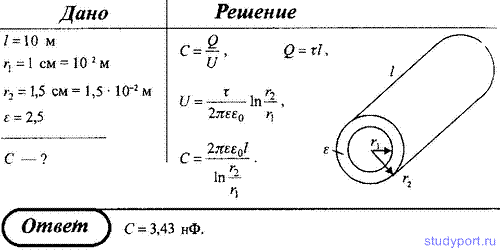 Дано
l = 10 м
r₁ = 1 см = 10⁻² м
r₂ = 1,5 см = 1,5 · 10⁻² м
ε = 2,5
C — ?
Решение
C = Q/U, Q = τl,
U = τ/(2πεε₀) ln r₂/r₁,
C = 2πεε₀l / ln r₂/r₁.
l
ε
r₁
r₂
Ответ C = 3,43 нФ.
studyport.ru